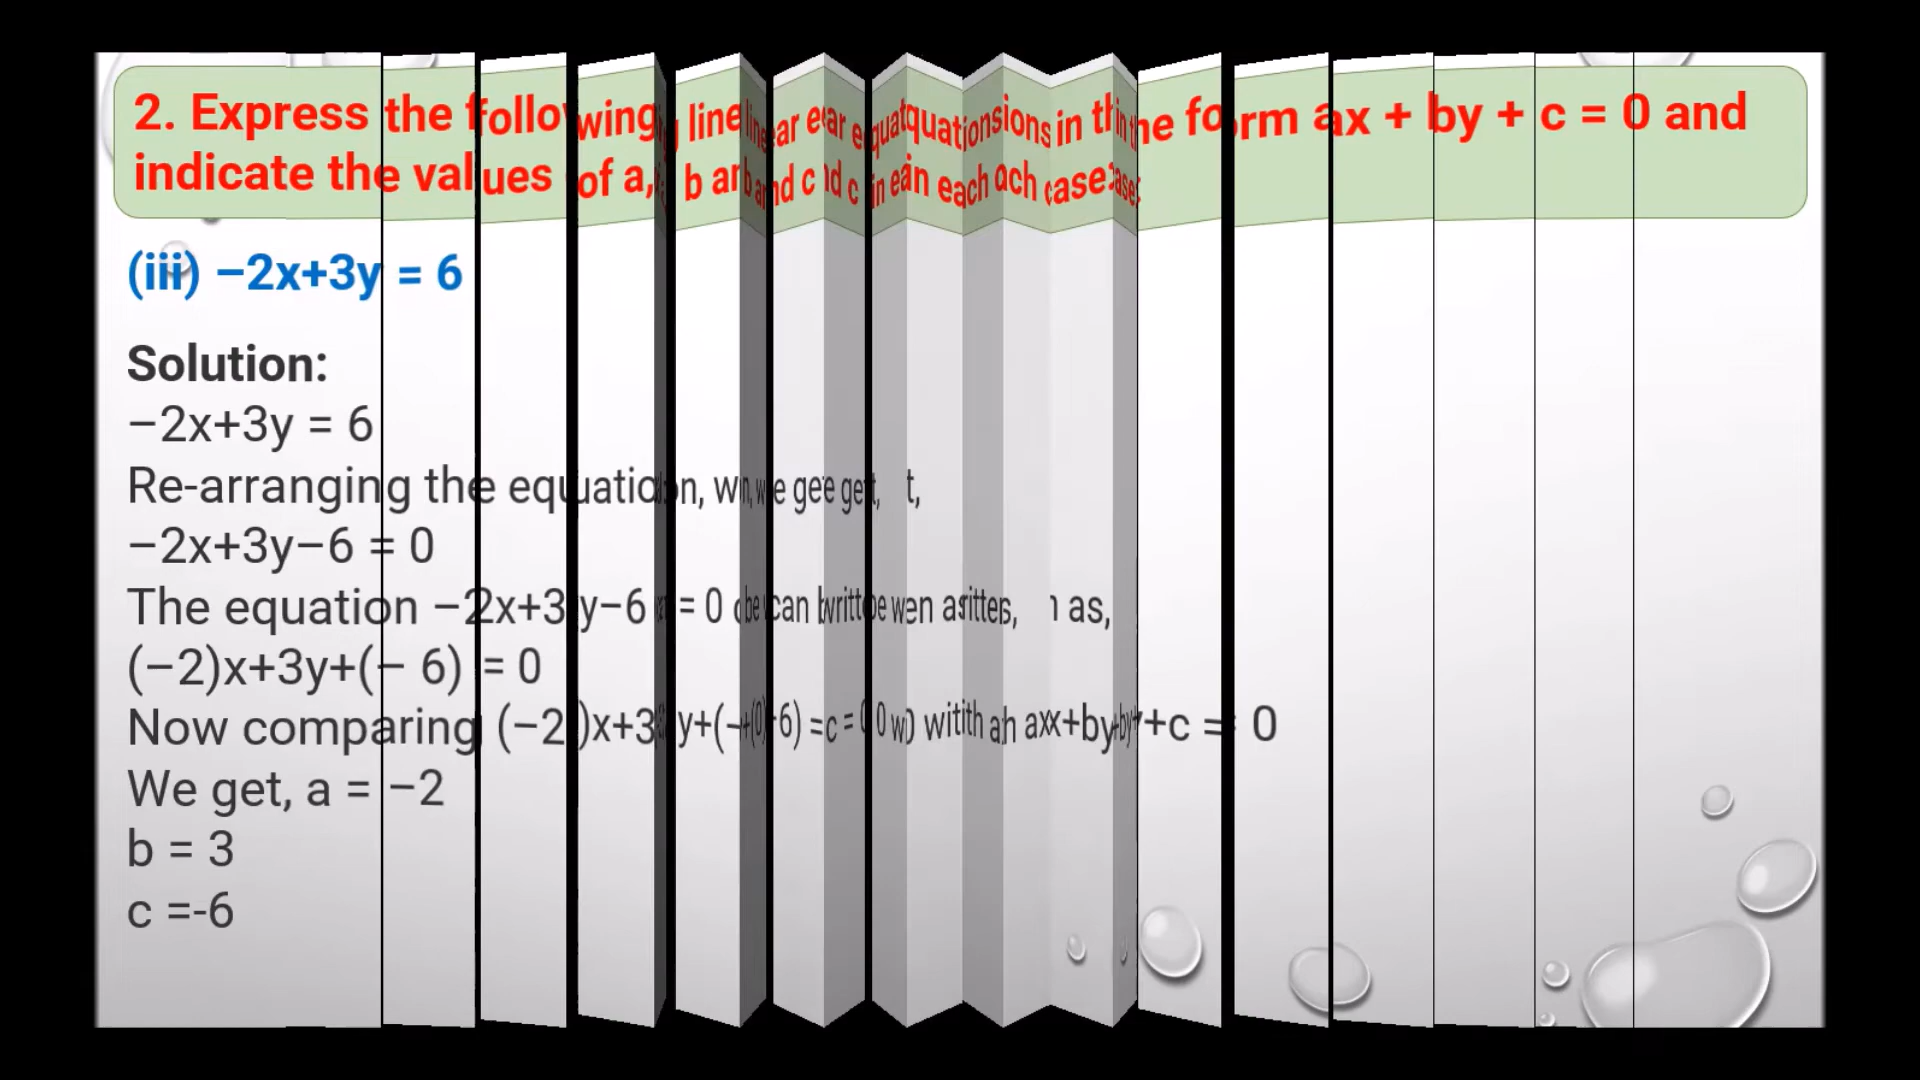 2. Express the following linear equations in the form ax + by + c = 0 and
indicate the values of a, b and c in each case:
(iii) −2x+3y = 6
Solution:
−2x+3y = 6
Re-arranging the equation, we get,
−2x+3y−6 = 0
The equation −2x+3y−6 = 0 can be written as,
(−2)x+3y+(− 6) = 0
Now comparing (−2)x+3y+(−6) = 0 with ax+by+c = 0
We get, a = −2
b = 3
c =-6